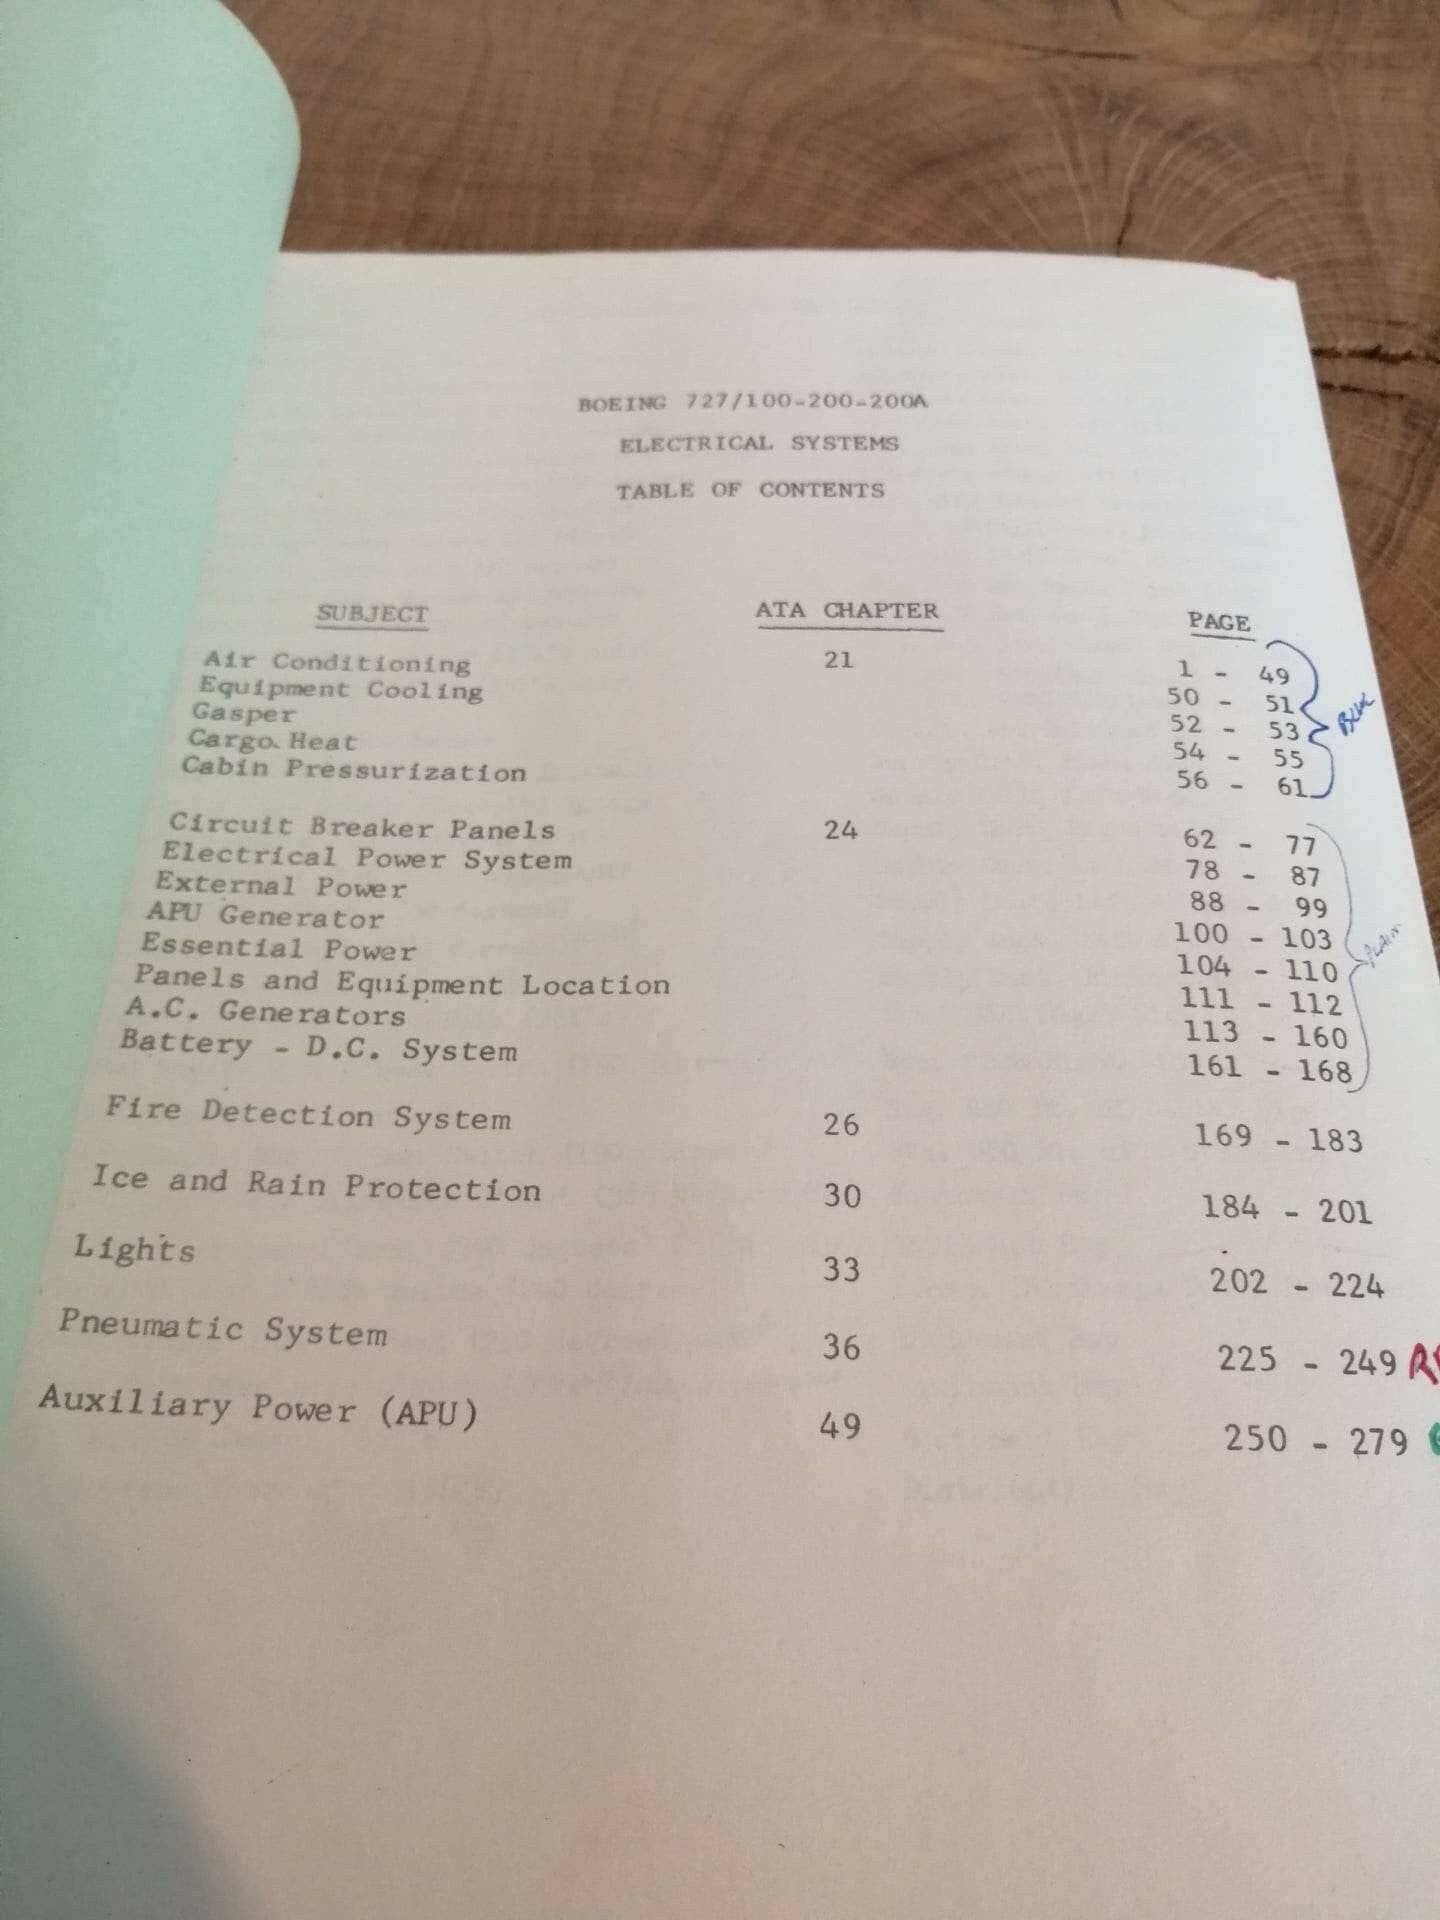 BOEING 727/100-200-200A
ELECTRICAL SYSTEMS
TABLE OF CONTENTS
SUBJECT ATA CHAPTER PAGE
Air Conditioning 21 1 - 49
Equipment Cooling 50 - 51
Gasper 52 - 53
Cargo Heat 54 - 55
Cabin Pressurization 56 - 61
BLUE
Circuit Breaker Panels 24 62 - 77
Electrical Power System 78 - 87
External Power 88 - 99
APU Generator 100 - 103
Essential Power 104 - 110
Panels and Equipment Location 111 - 112
A.C. Generators 113 - 160
Battery - D.C. System 161 - 168
PLAIN
Fire Detection System 26 169 - 183
Ice and Rain Protection 30 184 - 201
Lights 33 202 - 224
Pneumatic System 36 225 - 249
Auxiliary Power (APU) 49 250 - 279